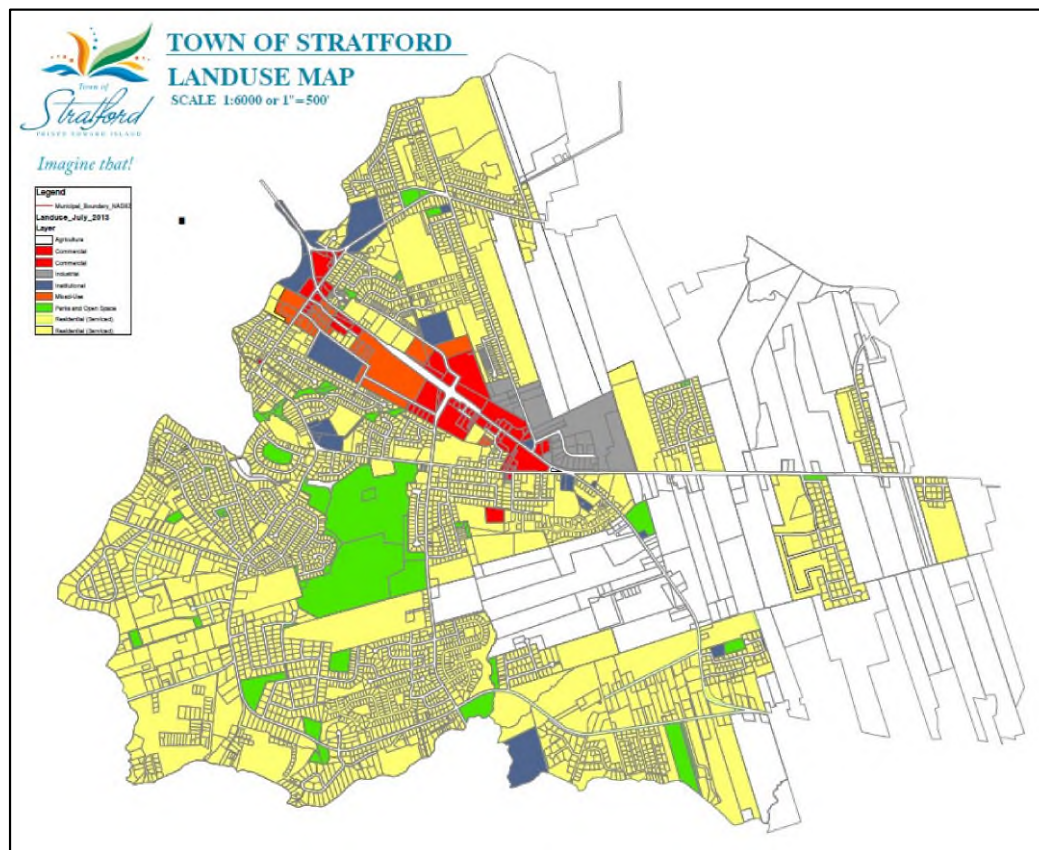 TOWN OF STRATFORD
LANDUSE MAP
SCALE 1:6000 or 1"=500'
Town of
Stratford
PRINCE EDWARD ISLAND
Imagine that!
Legend
Municipal_Boundary_NAD83
Landuse_July_2013
Layer
Agriculture
Commercial
Commercial
Industrial
Institutional
Mixed-Use
Parks and Open Space
Residential (Serviced)
Residential (Serviced)